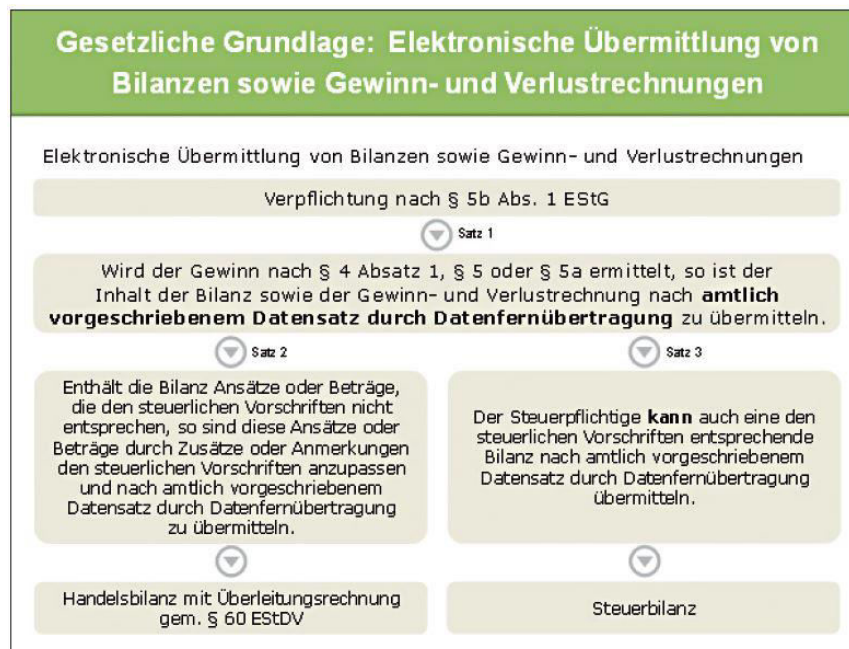 Gesetzliche Grundlage: Elektronische Übermittlung von
Bilanzen sowie Gewinn- und Verlustrechnungen
Elektronische Übermittlung von Bilanzen sowie Gewinn- und Verlustrechnungen
Verpflichtung nach § 5b Abs. 1 EStG
Satz 1
Wird der Gewinn nach § 4 Absatz 1, § 5 oder § 5a ermittelt, so ist der
Inhalt der Bilanz sowie der Gewinn- und Verlustrechnung nach amtlich
vorgeschriebenem Datensatz durch Datenfernübertragung zu übermitteln.
Satz 2
Enthält die Bilanz Ansätze oder Beträge,
die den steuerlichen Vorschriften nicht
entsprechen, so sind diese Ansätze oder
Beträge durch Zusätze oder Anmerkungen
den steuerlichen Vorschriften anzupassen
und nach amtlich vorgeschriebenem
Datensatz durch Datenfernübertragung
zu übermitteln.
Handelsbilanz mit Überleitungsrechnung
gem. § 60 EStDV
Satz 3
Der Steuerpflichtige kann auch eine den
steuerlichen Vorschriften entsprechende
Bilanz nach amtlich vorgeschriebenem
Datensatz durch Datenfernübertragung
übermitteln.
Steuerbilanz